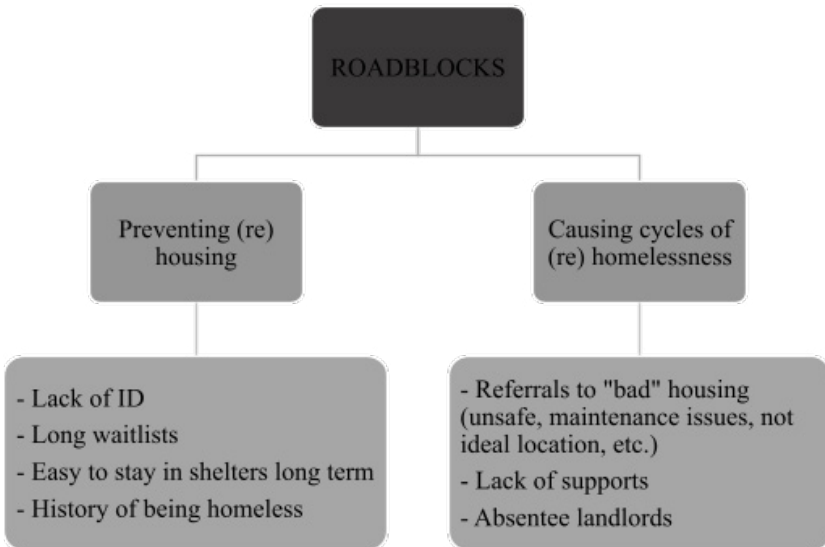 ROADBLOCKS
Preventing (re)
housing
Causing cycles of
(re) homelessness
- Lack of ID
- Long waitlists
- Easy to stay in shelters long term
- History of being homeless
- Referrals to "bad" housing
(unsafe, maintenance issues, not
ideal location, etc.)
- Lack of supports
- Absentee landlords